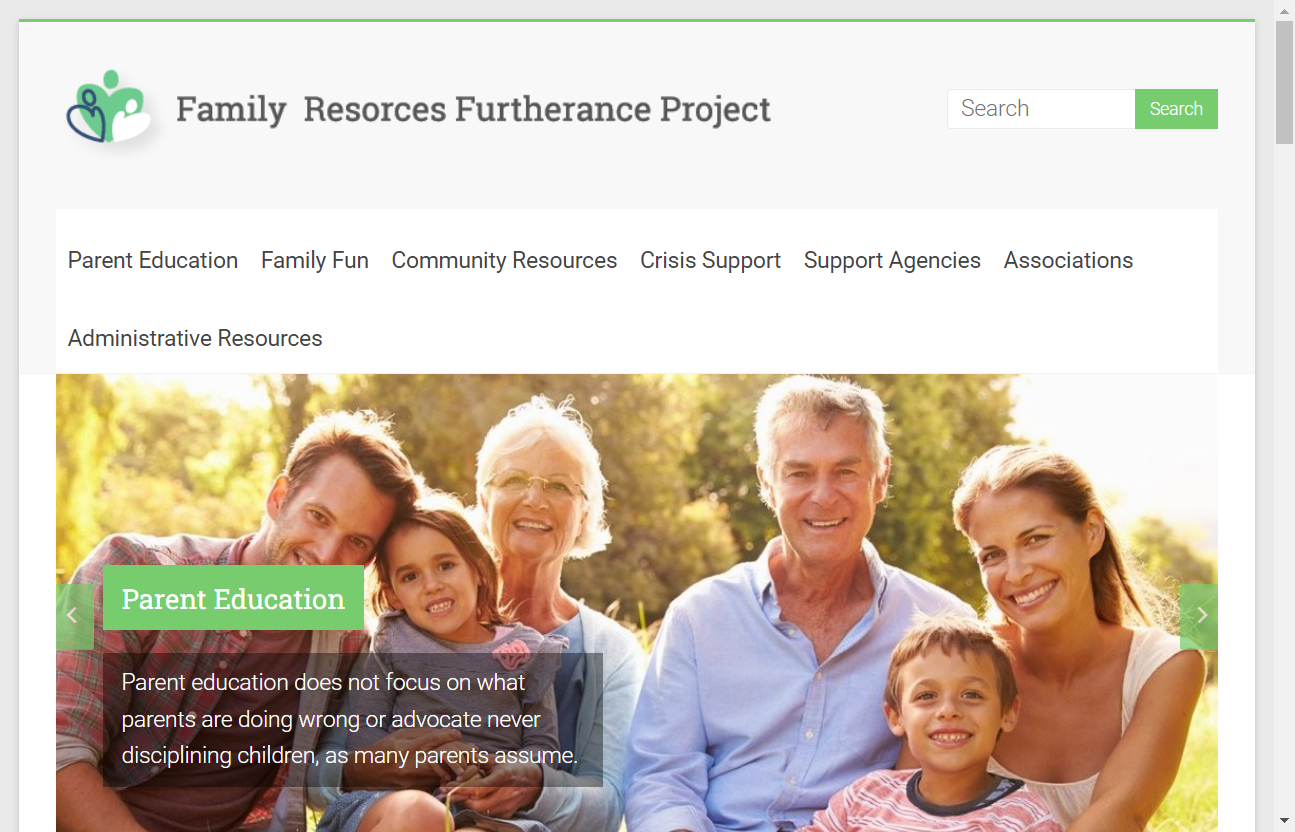 Family Resorces Furtherance Project
Search Search
Parent Education Family Fun Community Resources Crisis Support Support Agencies Associations
Administrative Resources
Parent Education
Parent education does not focus on what
parents are doing wrong or advocate never
disciplining children, as many parents assume.